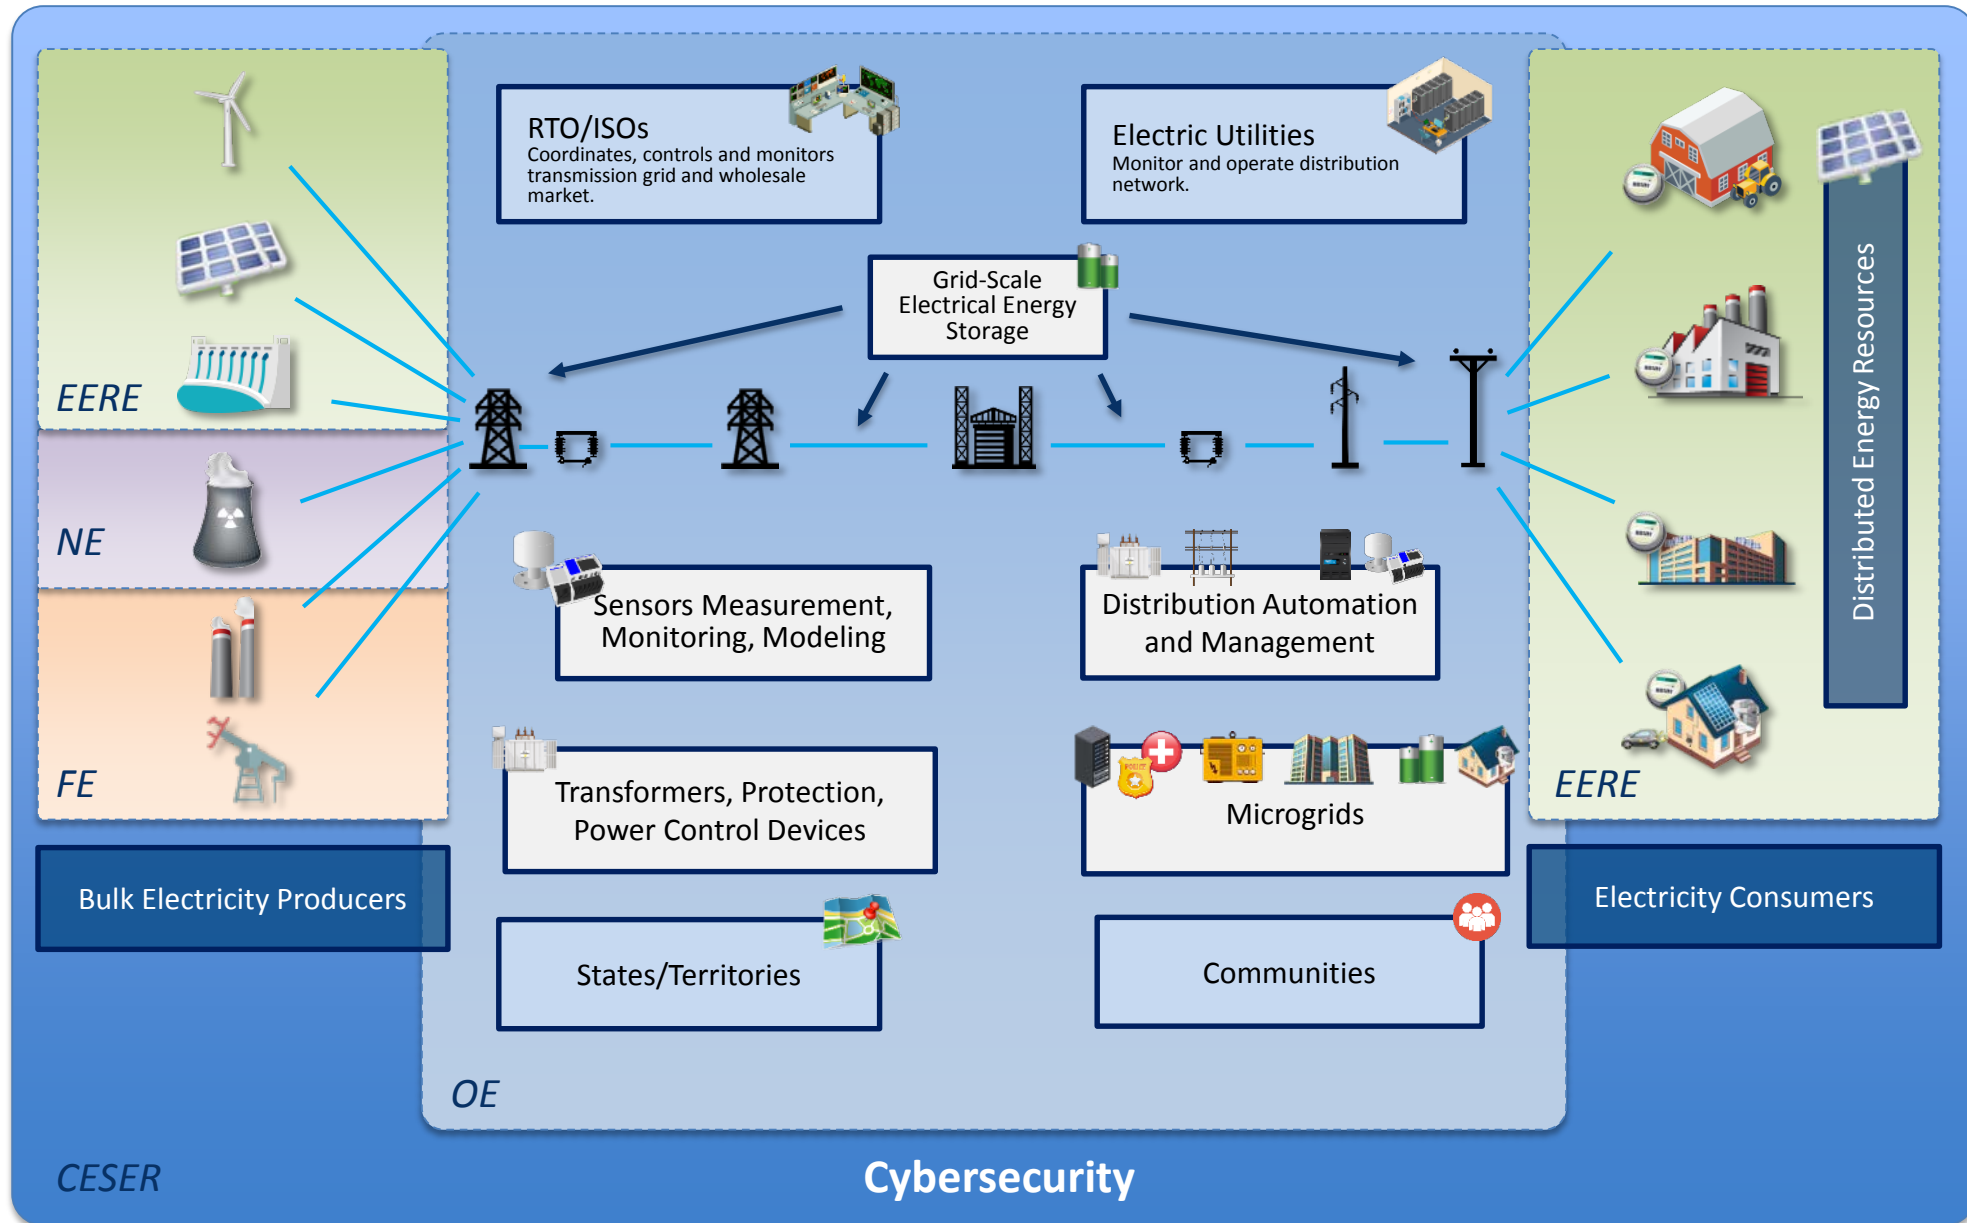 RTO/ISOs
Coordinates, controls and monitors
transmission grid and wholesale
market.
Electric Utilities
Monitor and operate distribution
network.
Grid-Scale
Electrical Energy
Storage
EERE
NE
FE
Bulk Electricity Producers
Sensors Measurement,
Monitoring, Modeling
Distribution Automation
and Management
Transformers, Protection,
Power Control Devices
Microgrids
States/Territories
Communities
OE
Distributed Energy Resources
EERE
Electricity Consumers
CESER
Cybersecurity